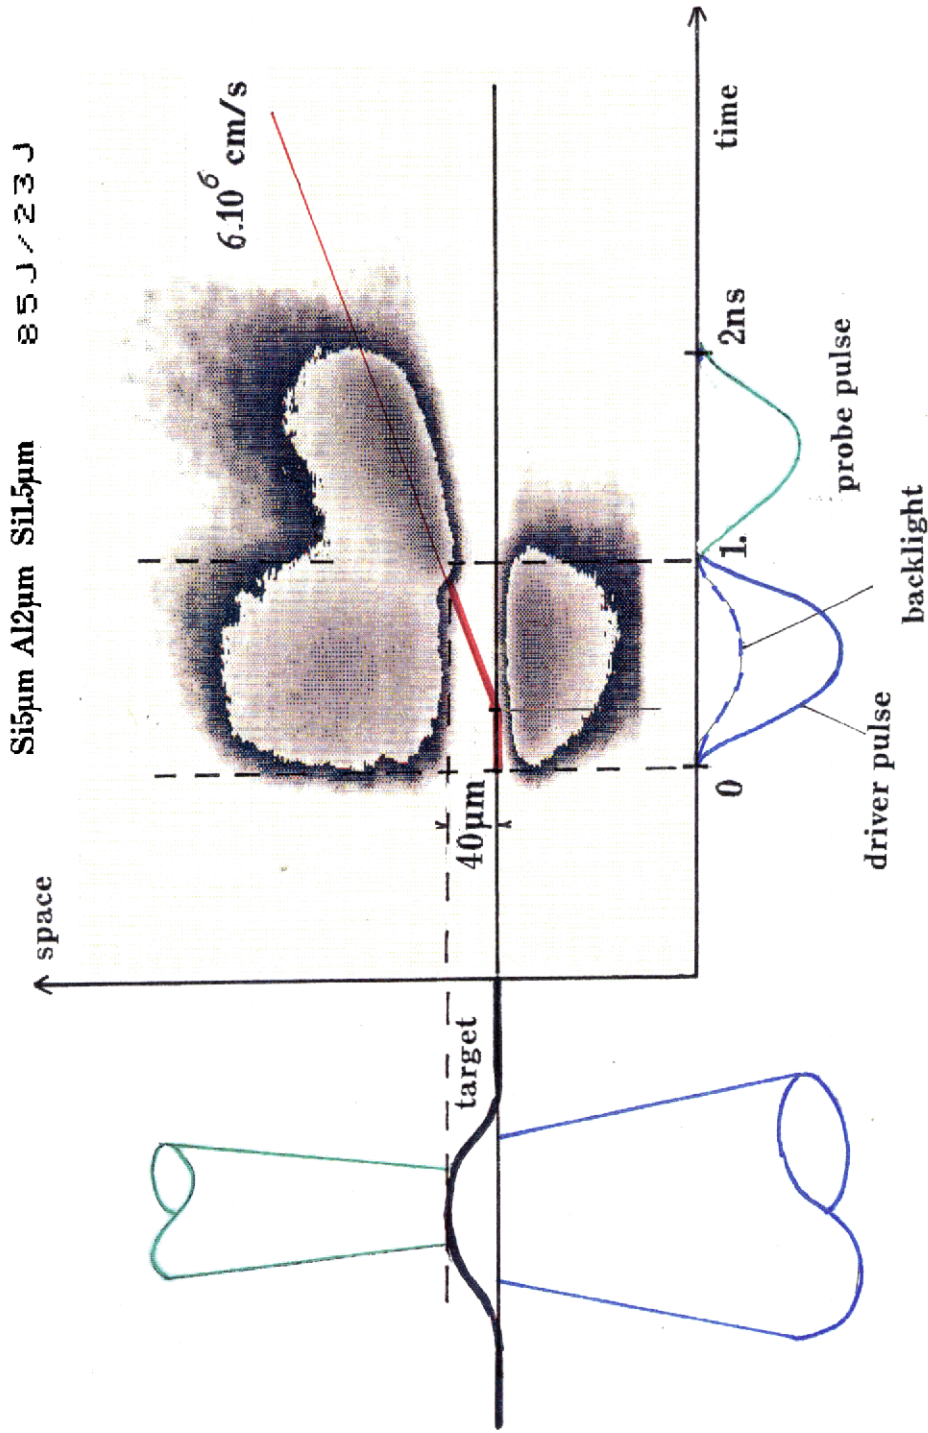 Si5µm Al2µm Si1.5µm 85J/23J
space
6.10⁶ cm/s
40µm
target
0
1.
2ns
time
driver pulse
backlight
probe pulse